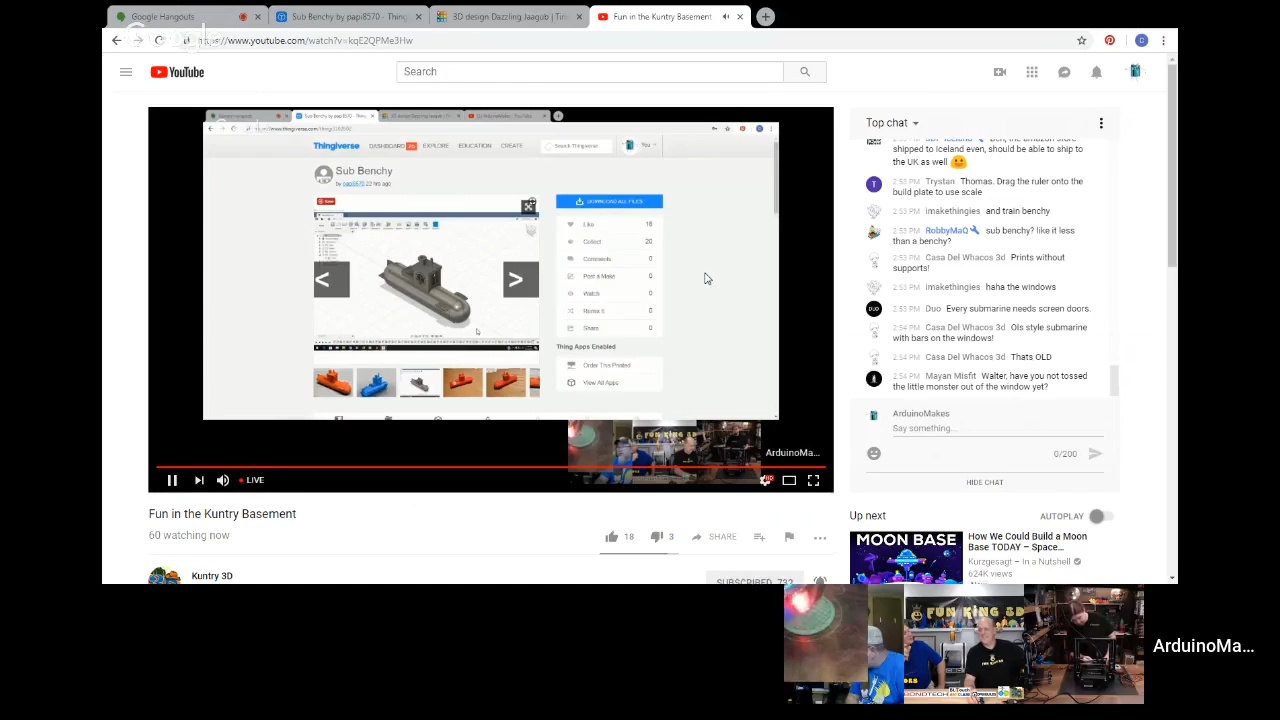 Google Hangouts
Sub Benchy by papi8570 - Thing
3D design Dazzling Jaagub | Tin
Fun in the Kuntry Basement
https://www.youtube.com/watch?v=kqE2QPMe3Hw
YouTube
Search
Thingiverse DASHBOARD EXPLORE EDUCATION CREATE Search Thingiverse You
Sub Benchy
by papi8570 22 hrs ago
Save
DOWNLOAD ALL FILES
Like 18
Collect 20
Comments 0
Post a Make 0
Watch 0
Remix It 0
Share 0
Thing Apps Enabled
Order This Printed
View All Apps
ArduinoMa...
LIVE
Top chat
shipped to Iceland even, should be able to ship to
the UK as well
2:53 PM Trystan Thomas. Drag the ruler onto the
build plate to use scale
2:53 PM imakethingies and train benchy
2:53 PM RobbyMaQ sub benchy? like it less
than a benchy?
2:53 PM Casa Del Whacos 3d Prints without
supports!
2:53 PM imakethingies haha the windows
2:53 PM Duo Every submarine needs screen doors.
2:54 PM Casa Del Whacos 3d Ols style submarine
with bars on the windows!
2:54 PM Casa Del Whacos 3d Thats OLD
2:54 PM Mayan Misfit Walter, have you not tossed
the little monster out of the window yet?
ArduinoMakes
Say something...
0/200
HIDE CHAT
Fun in the Kuntry Basement
60 watching now
18 3 SHARE
Kuntry 3D
SUBSCRIBED 732
Up next AUTOPLAY
MOON BASE
How We Could Build a Moon
Base TODAY – Space...
Kurzgesagt – In a Nutshell
624K views
FUN KING 3D
BONDTECH
BLTouch
ArduinoMa...